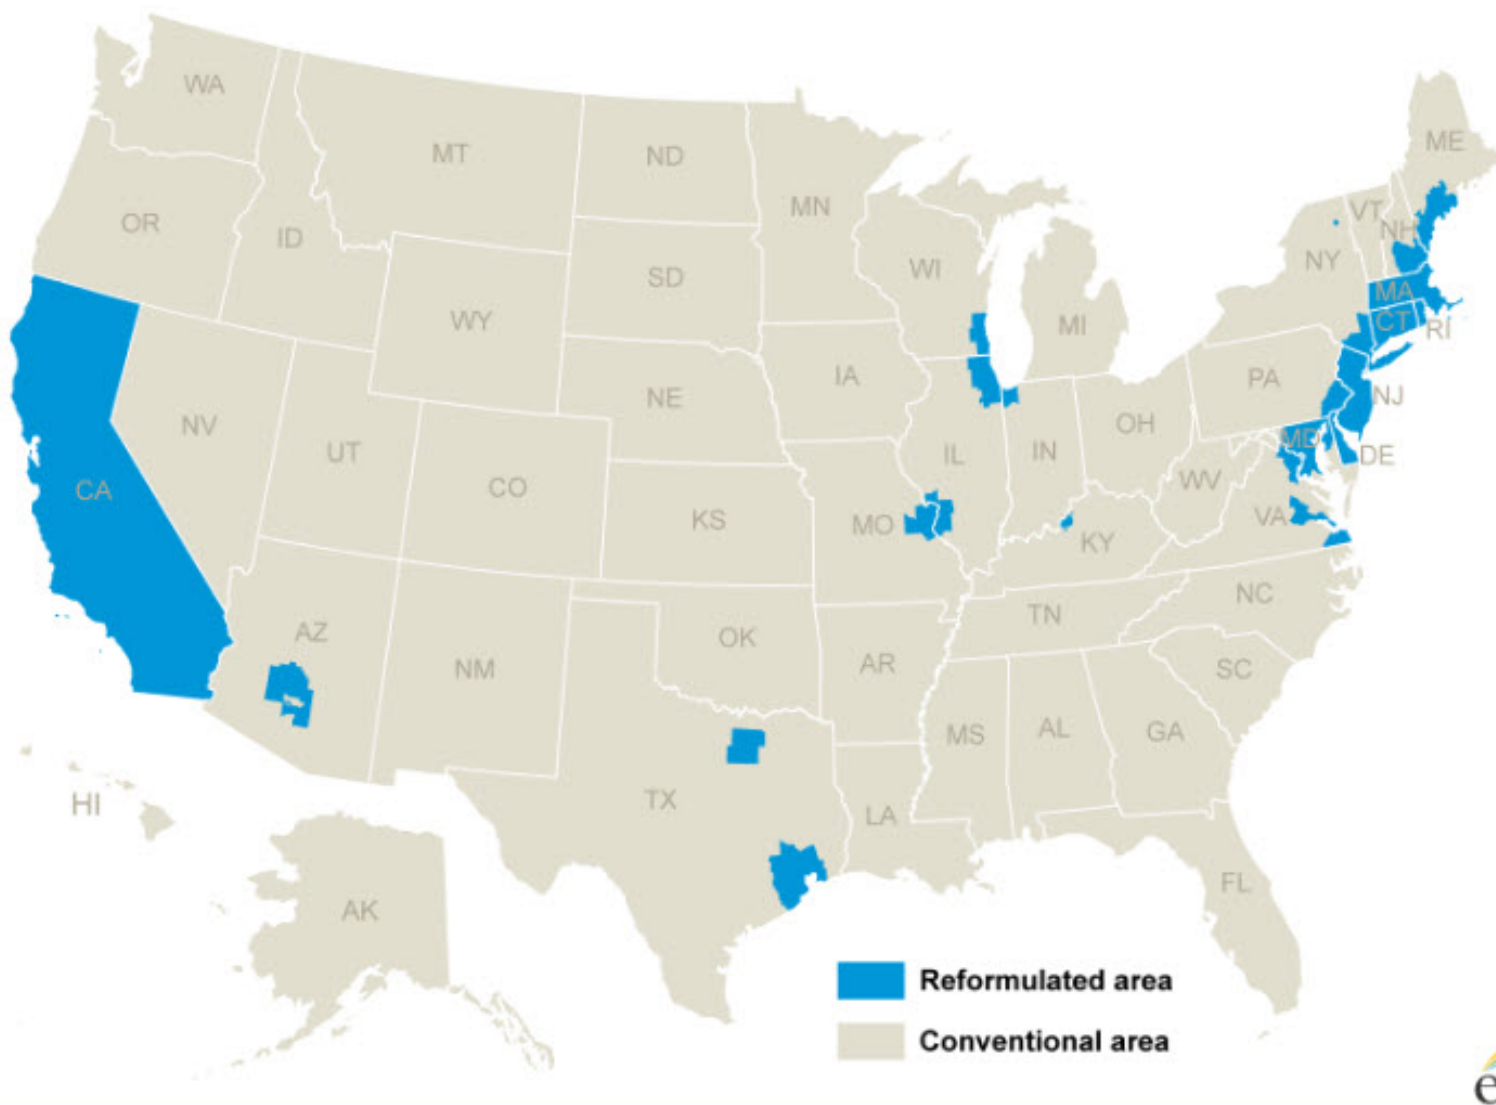 WA
MT
ND
MN
ME
OR
ID
SD
WI
MI
VT
NH
NY
MA
CT
RI
WY
IA
NE
PA
NJ
NV
UT
CO
IL
IN
OH
MD
DE
CA
KS
MO
WV
VA
KY
AZ
NM
OK
AR
TN
NC
SC
TX
MS
AL
GA
LA
HI
AK
FL
Reformulated area
Conventional area
e